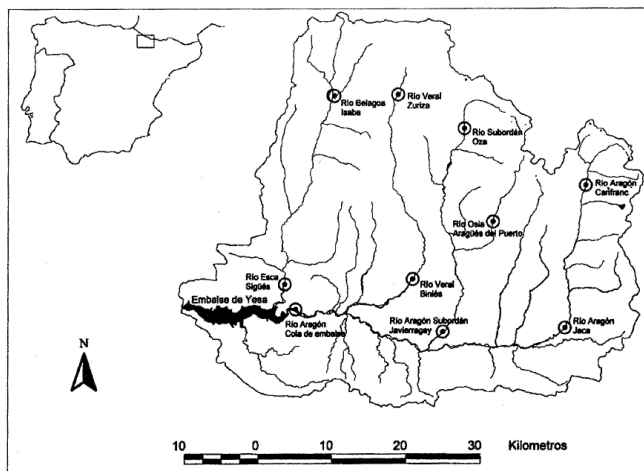 Río Belagoa
Isaba
Río Veral
Zuriza
Río Subordán
Oza
Río Aragón
Canfranc
Río Osia
Aragüés del Puerto
Río Esca
Sigüés
Río Veral
Biniés
Embalse de Yesa
Río Aragón
Cola de embalse
Río Aragón Subordán
Javierragay
Río Aragón
Jaca
N
10 0 10 20 30 Kilometros